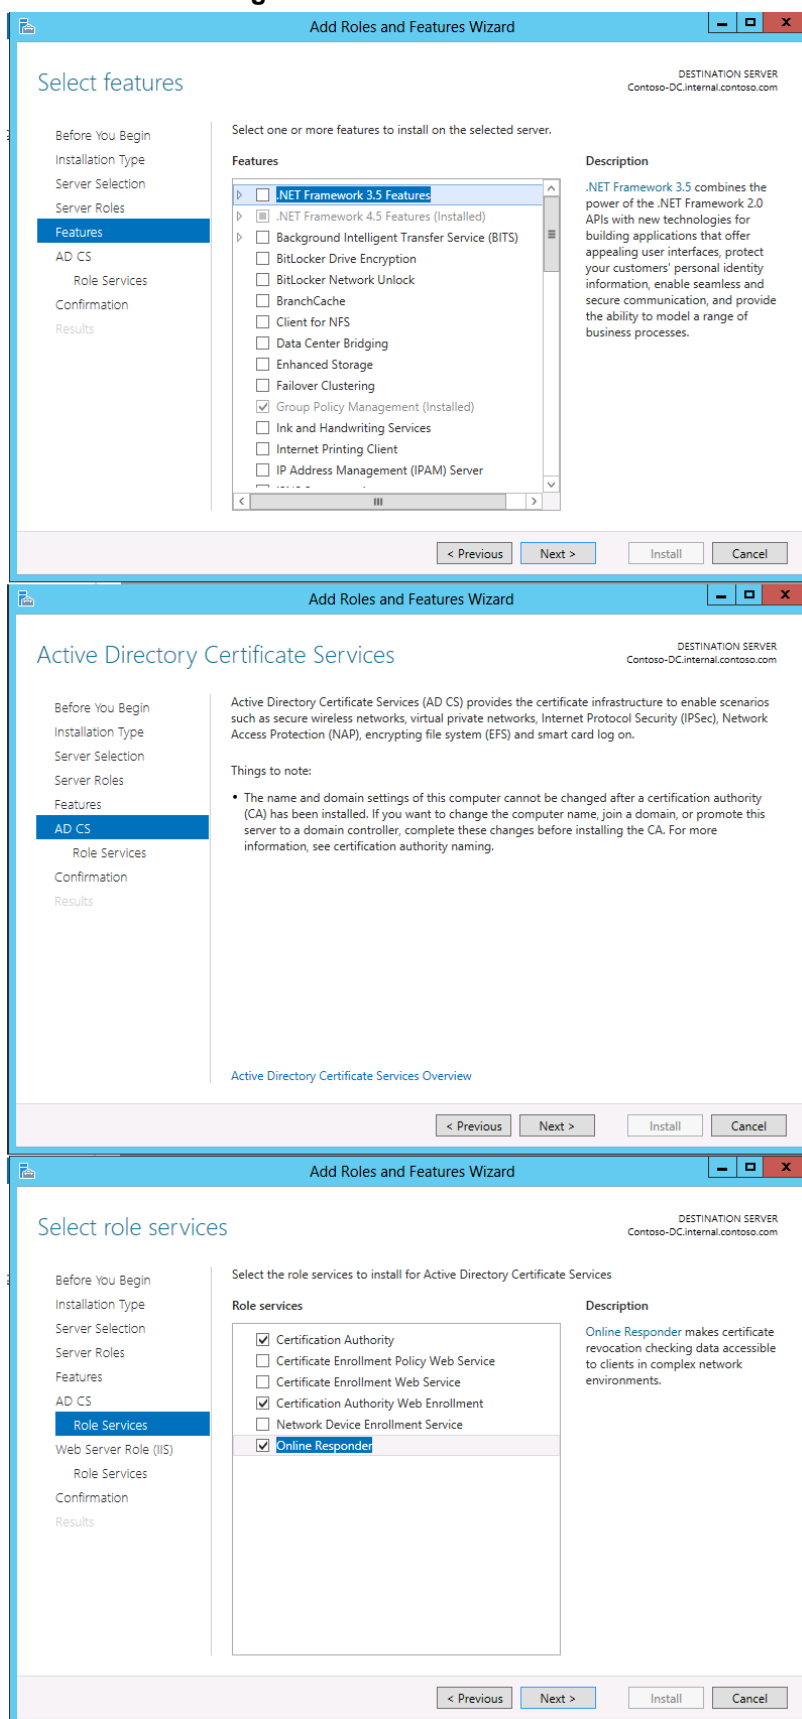 Add Roles and Features Wizard
Select features
DESTINATION SERVER
Contoso-DC.internal.contoso.com
Before You Begin
Installation Type
Server Selection
Server Roles
Features
AD CS
Role Services
Confirmation
Results
Select one or more features to install on the selected server.
Features
.NET Framework 3.5 Features
.NET Framework 4.5 Features (Installed)
Background Intelligent Transfer Service (BITS)
BitLocker Drive Encryption
BitLocker Network Unlock
BranchCache
Client for NFS
Data Center Bridging
Enhanced Storage
Failover Clustering
Group Policy Management (Installed)
Ink and Handwriting Services
Internet Printing Client
IP Address Management (IPAM) Server
Description
.NET Framework 3.5 combines the
power of the .NET Framework 2.0
APIs with new technologies for
building applications that offer
appealing user interfaces, protect
your customers' personal identity
information, enable seamless and
secure communication, and provide
the ability to model a range of
business processes.
< Previous
Next >
Install
Cancel
Add Roles and Features Wizard
Active Directory Certificate Services
DESTINATION SERVER
Contoso-DC.internal.contoso.com
Before You Begin
Installation Type
Server Selection
Server Roles
Features
AD CS
Role Services
Confirmation
Results
Active Directory Certificate Services (AD CS) provides the certificate infrastructure to enable scenarios
such as secure wireless networks, virtual private networks, Internet Protocol Security (IPSec), Network
Access Protection (NAP), encrypting file system (EFS) and smart card log on.
Things to note:
• The name and domain settings of this computer cannot be changed after a certification authority
(CA) has been installed. If you want to change the computer name, join a domain, or promote this
server to a domain controller, complete these changes before installing the CA. For more
information, see certification authority naming.
Active Directory Certificate Services Overview
< Previous
Next >
Install
Cancel
Add Roles and Features Wizard
Select role services
DESTINATION SERVER
Contoso-DC.internal.contoso.com
Before You Begin
Installation Type
Server Selection
Server Roles
Features
AD CS
Role Services
Web Server Role (IIS)
Role Services
Confirmation
Results
Select the role services to install for Active Directory Certificate Services
Role services
Certification Authority
Certificate Enrollment Policy Web Service
Certificate Enrollment Web Service
Certification Authority Web Enrollment
Network Device Enrollment Service
Online Responder
Description
Online Responder makes certificate
revocation checking data accessible
to clients in complex network
environments.
< Previous
Next >
Install
Cancel